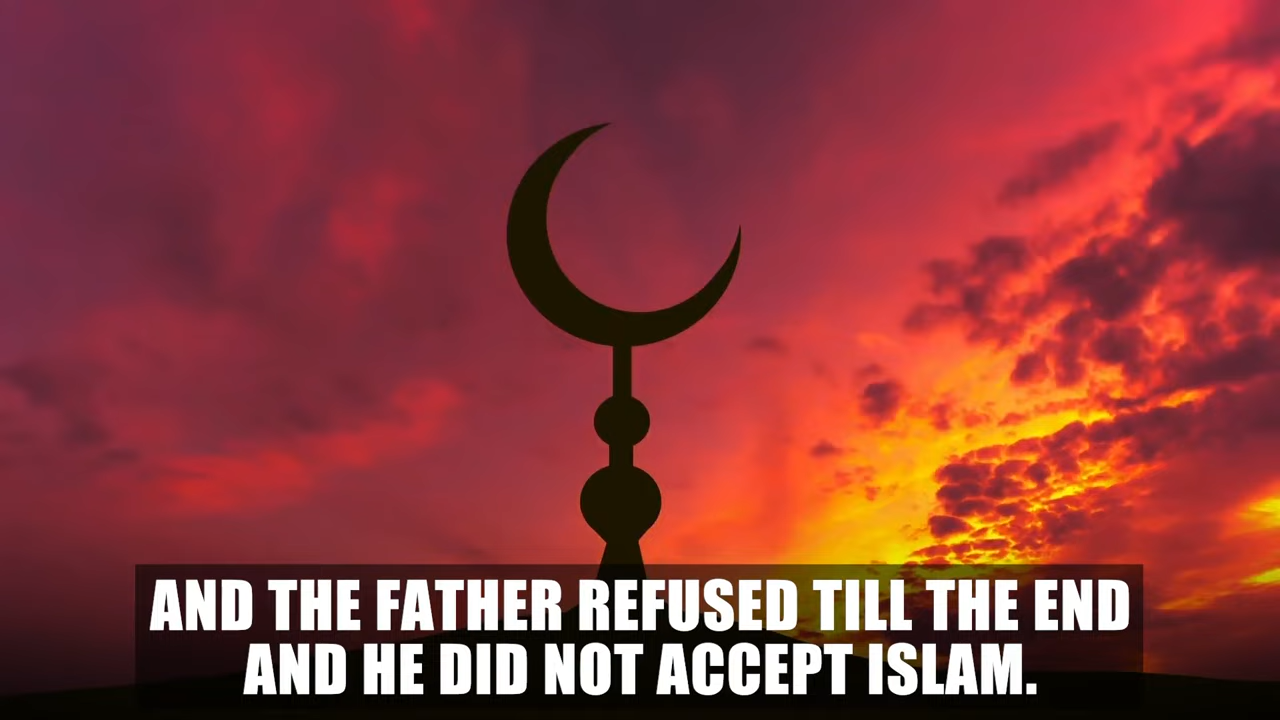 AND THE FATHER REFUSED TILL THE END
AND HE DID NOT ACCEPT ISLAM.